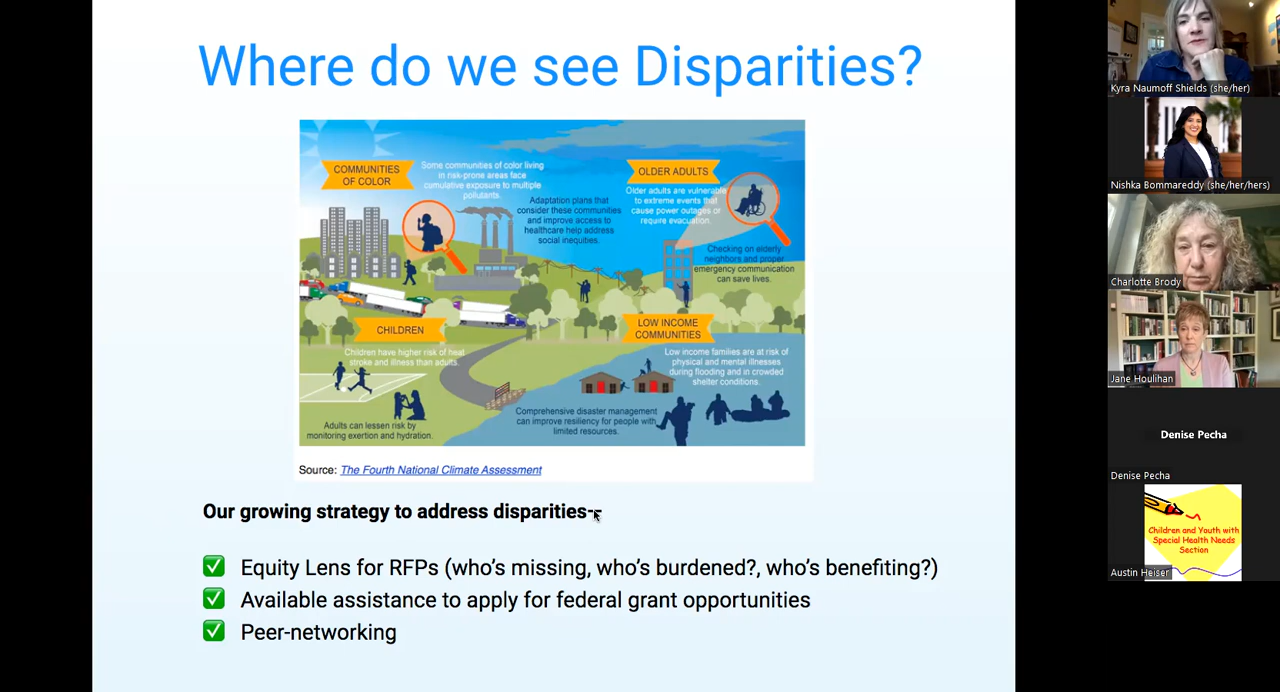 Where do we see Disparities?
COMMUNITIES
OF COLOR
Some communities of color living
in risk-prone areas face
cumulative exposure to multiple
pollutants.
Adaptation plans that
consider these communities
and improve access to
healthcare help address
social inequities.
OLDER ADULTS
Older adults are vulnerable
to extreme events that
cause power outages or
require evacuation.
Checking on elderly
neighbors and proper
emergency communication
can save lives.
CHILDREN
Children have higher risk of heat
stroke and illness than adults.
Adults can lessen risk by
monitoring exertion and hydration.
LOW INCOME
COMMUNITIES
Low income families are at risk of
physical and mental illnesses
during flooding and in crowded
shelter conditions.
Comprehensive disaster management
can improve resiliency for people with
limited resources.
Source: The Fourth National Climate Assessment
Our growing strategy to address disparities--
Equity Lens for RFPs (who's missing, who's burdened?, who's benefiting?)
Available assistance to apply for federal grant opportunities
Peer-networking
Kyra Naumoff Shields (she/her)
Nishka Bommareddy (she/her/hers)
Charlotte Brody
Jane Houlihan
Denise Pecha
Denise Pecha
Children and Youth with
Special Health Needs
Section
Austin Heiser